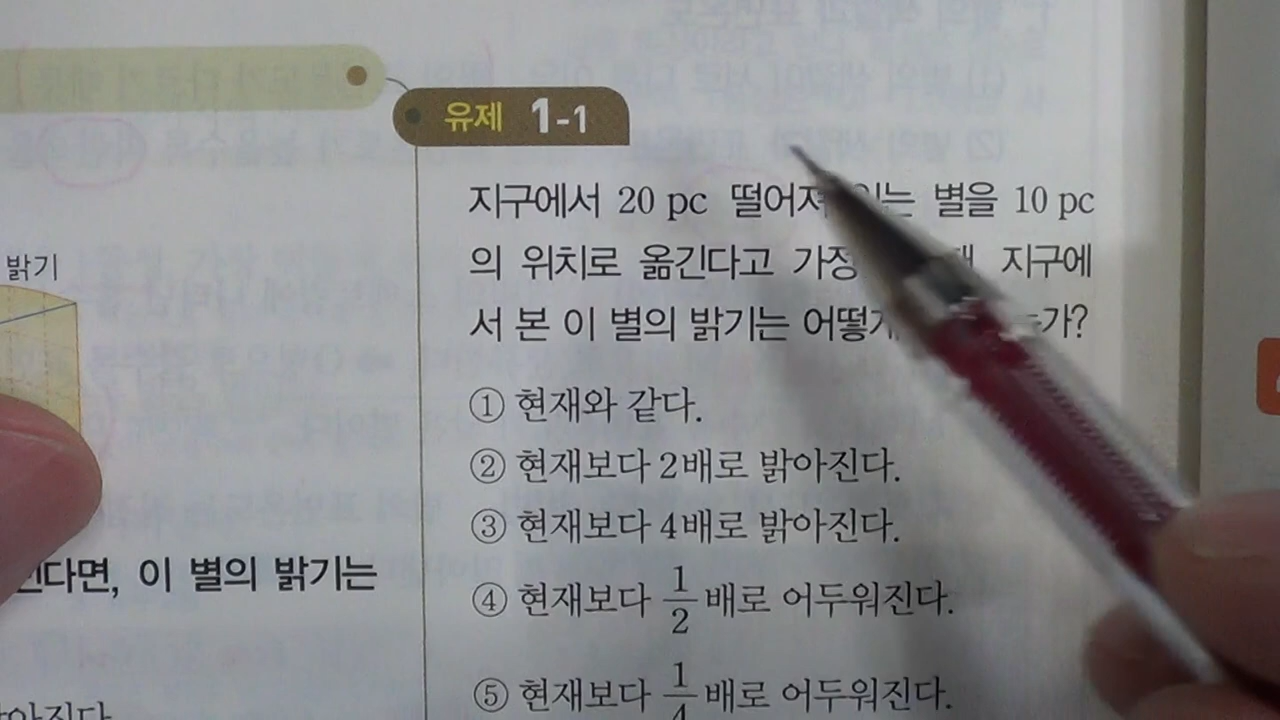 유제 1-1
지구에서 20 pc 떨어져 있는 별을 10 pc
의 위치로 옮긴다고 가정 지구에
서 본 이 별의 밝기는 어떻게 는가?
① 현재와 같다.
② 현재보다 2배로 밝아진다.
③ 현재보다 4배로 밝아진다.
④ 현재보다 1/2배로 어두워진다.
⑤ 현재보다 1/4배로 어두워진다.
밝기
다면, 이 별의 밝기는